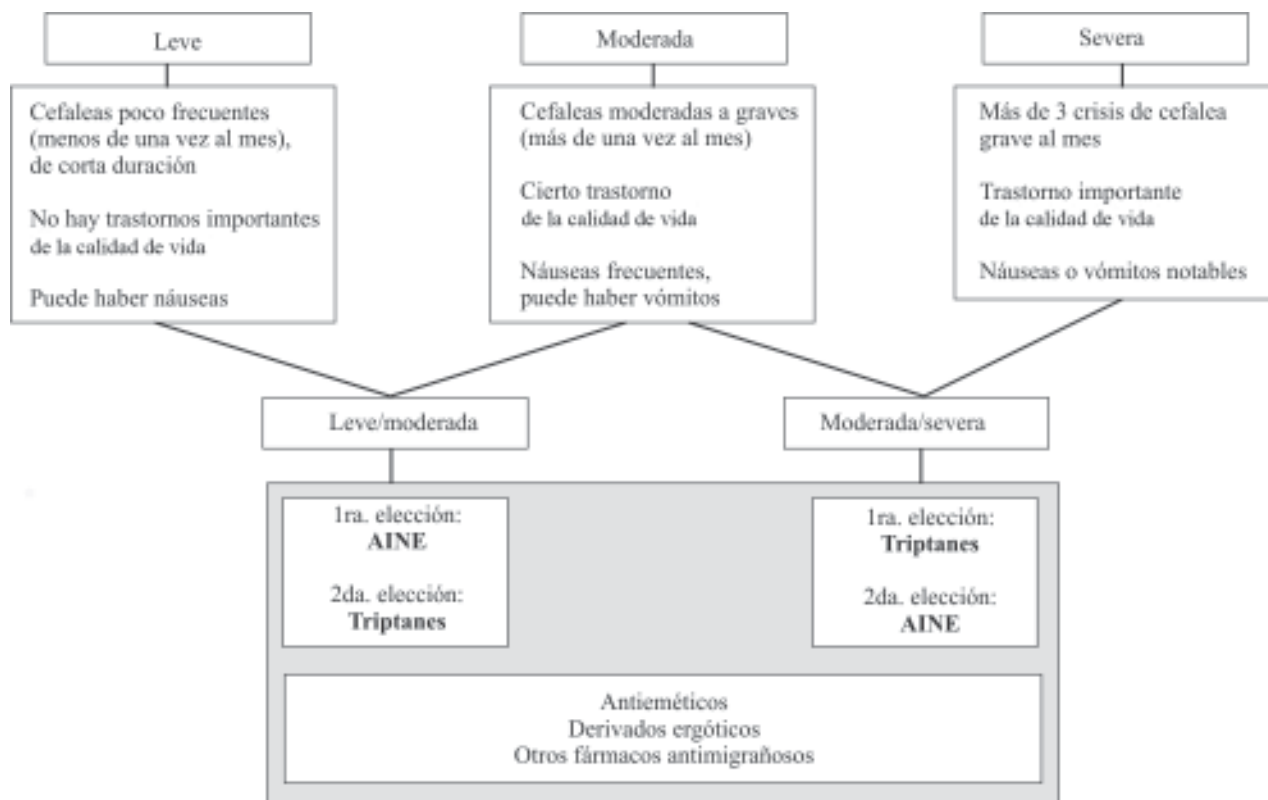 Leve
Cefaleas poco frecuentes
(menos de una vez al mes),
de corta duración
No hay trastornos importantes
de la calidad de vida
Puede haber náuseas
Moderada
Cefaleas moderadas a graves
(más de una vez al mes)
Cierto trastorno
de la calidad de vida
Náuseas frecuentes,
puede haber vómitos
Severa
Más de 3 crisis de cefalea
grave al mes
Trastorno importante
de la calidad de vida
Náuseas o vómitos notables
Leve/moderada
1ra. elección:
AINE
2da. elección:
Triptanes
Moderada/severa
1ra. elección:
Triptanes
2da. elección:
AINE
Antieméticos
Derivados ergóticos
Otros fármacos antimigrañosos